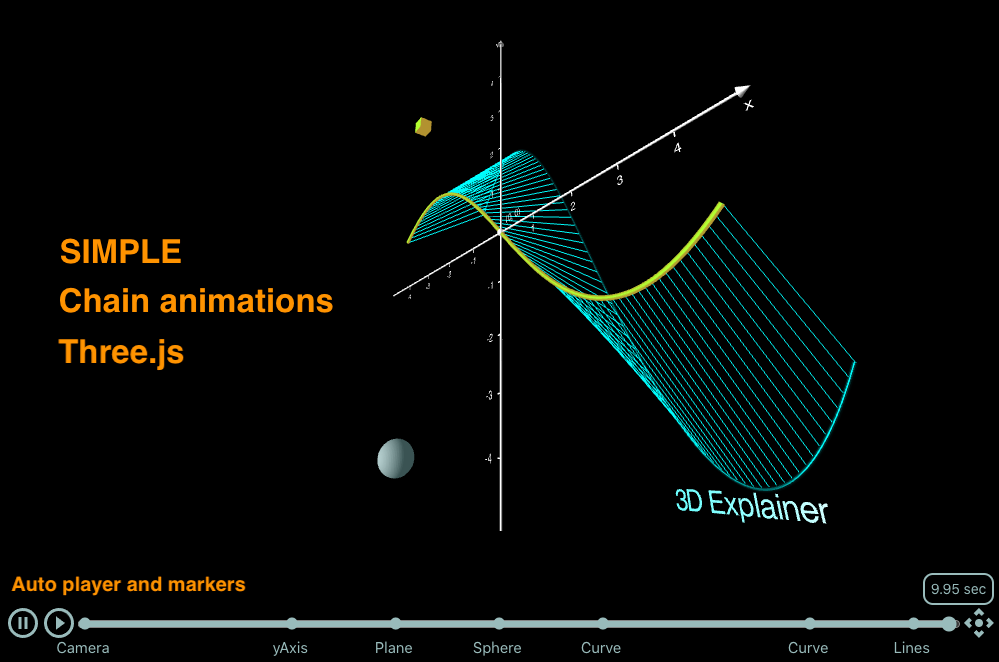 x
4
3
2
-1
-2
-3
-4
SIMPLE
Chain animations
Three.js
3D Explainer
Auto player and markers
9.95 sec
Camera yAxis Plane Sphere Curve Curve Lines